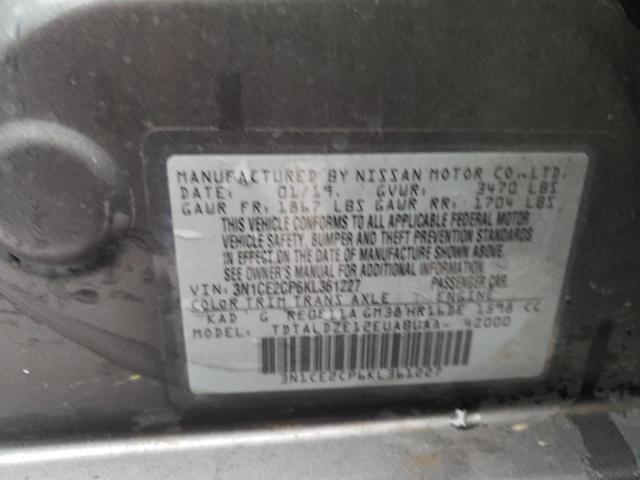 MANUFACTURED BY NISSAN MOTOR CO., LTD.
DATE: 01/19. GVWR: 3470 LBS
GAWR FR: 1867 LBS GAWR RR: 1704 LBS
THIS VEHICLE CONFORMS TO ALL APPLICABLE FEDERAL MOTOR
VEHICLE SAFETY, BUMPER AND THEFT PREVENTION STANDARDS
IN EFFECT ON THE DATE OF MANUFACTURE SHOWN ABOVE.
SEE OWNER'S MANUAL FOR ADDITIONAL INFORMATION
VIN: 3N1CE2CP6KL361227 PASSENGER CAR.
COLOR TRIM TRANS AXLE ENGINE
KAD G RE0F11A GM38 HR16DE 1598 CC
MODEL: TDTALDZE12EUABUAA- 42000
3N1CE2CP6KL361227